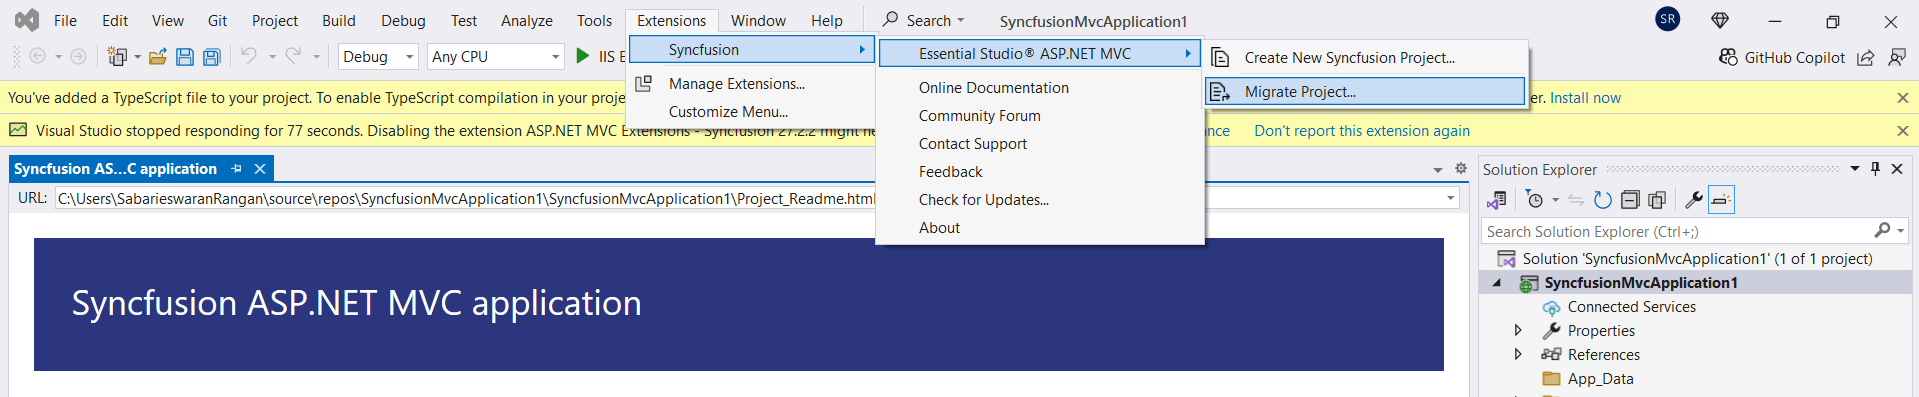 File Edit View Git Project Build Debug Test Analyze Tools Extensions Window Help Search SyncfusionMvcApplication1 SR
Debug Any CPU IIS E GitHub Copilot
Syncfusion
Manage Extensions...
Customize Menu...
Essential Studio® ASP.NET MVC
Online Documentation
Community Forum
Contact Support
Feedback
Check for Updates...
About
Create New Syncfusion Project...
Migrate Project...
You've added a TypeScript file to your project. To enable TypeScript compilation in your proje er. Install now
Visual Studio stopped responding for 77 seconds. Disabling the extension ASP.NET MVC Extensions - Syncfusion 27.2.2 might he ance Don't report this extension again
Syncfusion AS...C application
URL: C:\Users\SabarieswaranRangan\source\repos\SyncfusionMvcApplication1\SyncfusionMvcApplication1\Project_Readme.html
Syncfusion ASP.NET MVC application
Solution Explorer
Search Solution Explorer (Ctrl+;)
Solution 'SyncfusionMvcApplication1' (1 of 1 project)
SyncfusionMvcApplication1
Connected Services
Properties
References
App_Data